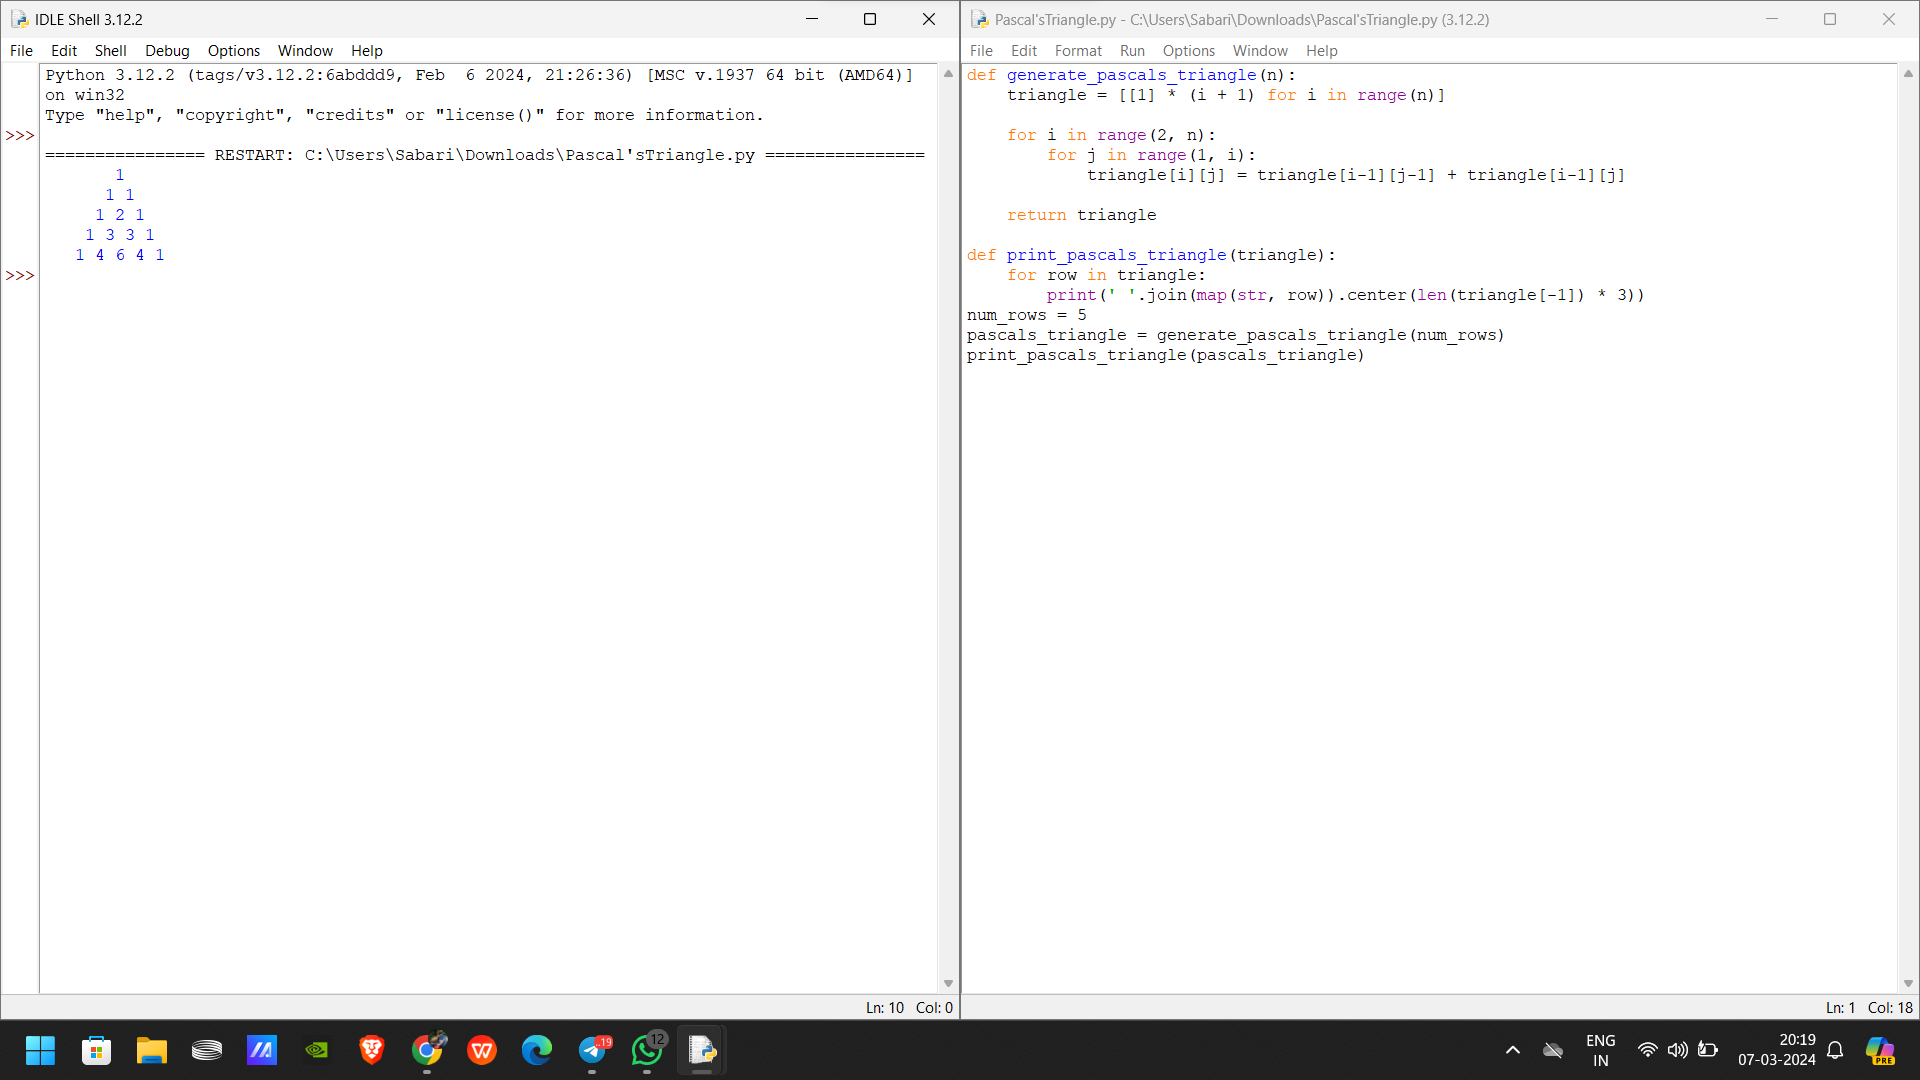 IDLE Shell 3.12.2
File Edit Shell Debug Options Window Help
Python 3.12.2 (tags/v3.12.2:6abddd9, Feb  6 2024, 21:26:36) [MSC v.1937 64 bit (AMD64)]
on win32
Type "help", "copyright", "credits" or "license()" for more information.
>>>
================ RESTART: C:\Users\Sabari\Downloads\Pascal'sTriangle.py ================
       1
      1 1
     1 2 1
    1 3 3 1
   1 4 6 4 1
>>>
Ln: 10 Col: 0
Pascal'sTriangle.py - C:\Users\Sabari\Downloads\Pascal'sTriangle.py (3.12.2)
File Edit Format Run Options Window Help
def generate_pascals_triangle(n):
    triangle = [[1] * (i + 1) for i in range(n)]
    for i in range(2, n):
        for j in range(1, i):
            triangle[i][j] = triangle[i-1][j-1] + triangle[i-1][j]
    return triangle
def print_pascals_triangle(triangle):
    for row in triangle:
        print(' '.join(map(str, row)).center(len(triangle[-1]) * 3))
num_rows = 5
pascals_triangle = generate_pascals_triangle(num_rows)
print_pascals_triangle(pascals_triangle)
Ln: 1 Col: 18
..19
12
ENG
IN
20:19
07-03-2024
PRE